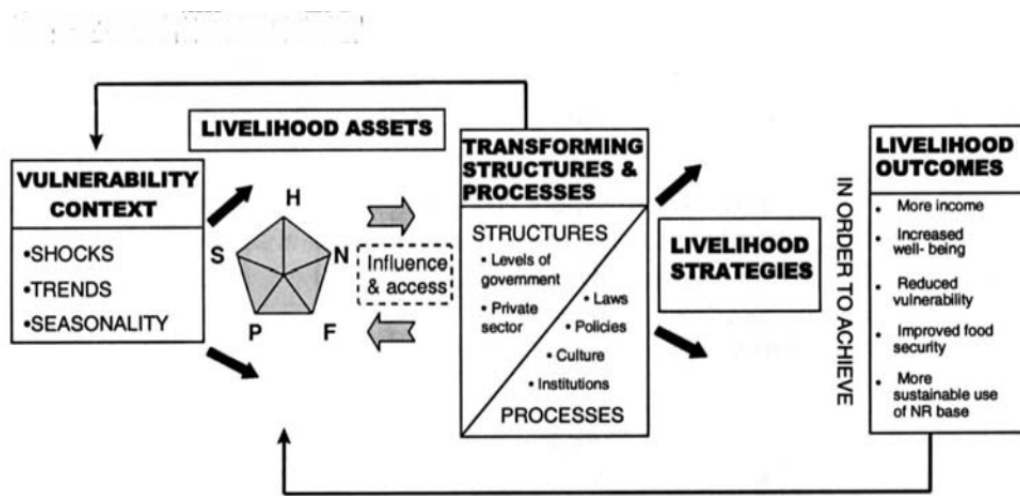 LIVELIHOOD ASSETS
VULNERABILITY
CONTEXT
•SHOCKS
•TRENDS
•SEASONALITY
H
S
N
P
F
Influence
& access
TRANSFORMING
STRUCTURES &
PROCESSES
STRUCTURES
• Levels of
government
• Private
sector
• Laws
• Policies
• Culture
• Institutions
PROCESSES
LIVELIHOOD
STRATEGIES
IN ORDER TO ACHIEVE
LIVELIHOOD
OUTCOMES
• More income
• Increased
well- being
• Reduced
vulnerability
• Improved food
security
• More
sustainable use
of NR base